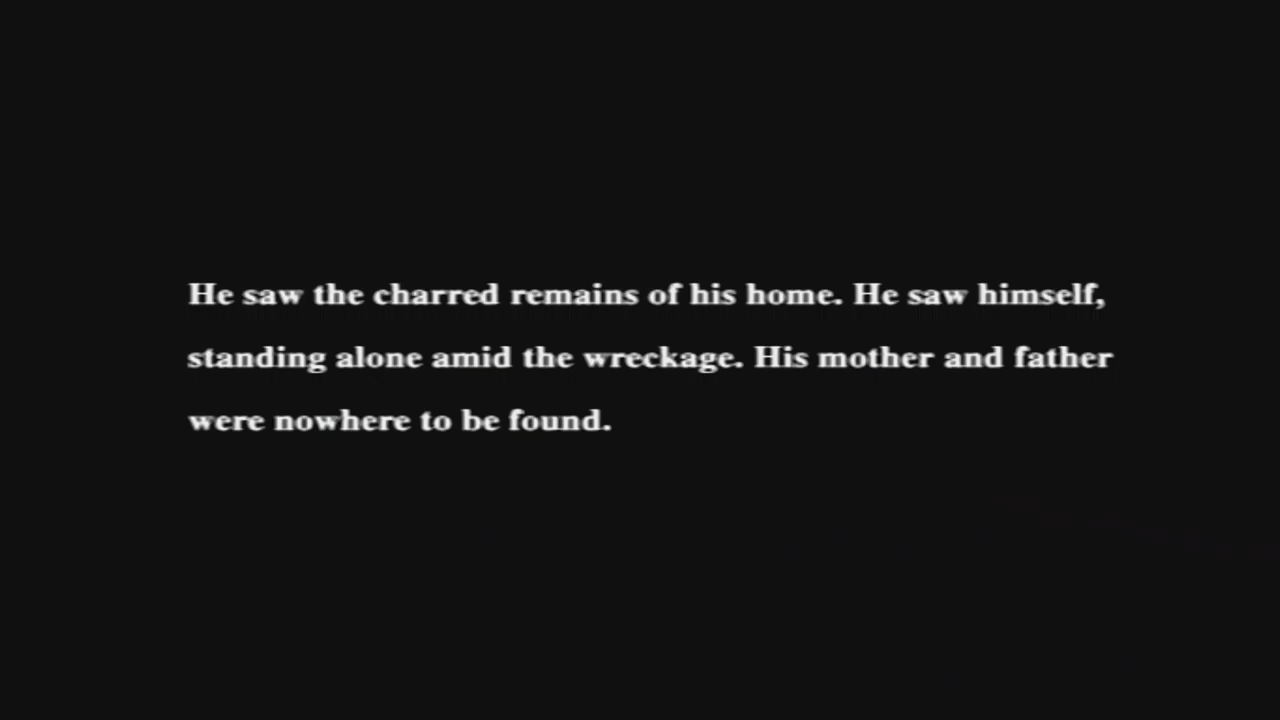 He saw the charred remains of his home. He saw himself,
standing alone amid the wreckage. His mother and father
were nowhere to be found.